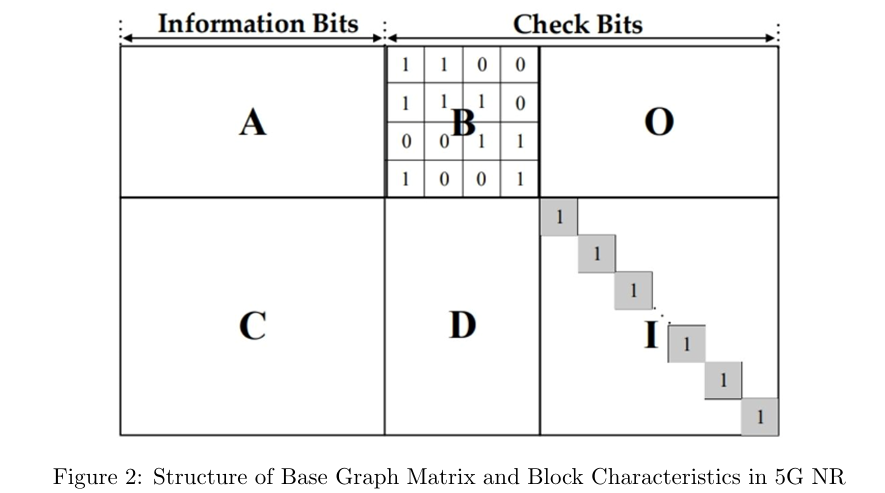 Information Bits Check Bits
1 1 0 0
A 1 1 B 1 0 O
0 0 1 1
1 0 0 1
1
1
1
C D I
1
1
1
Figure 2: Structure of Base Graph Matrix and Block Characteristics in 5G NR